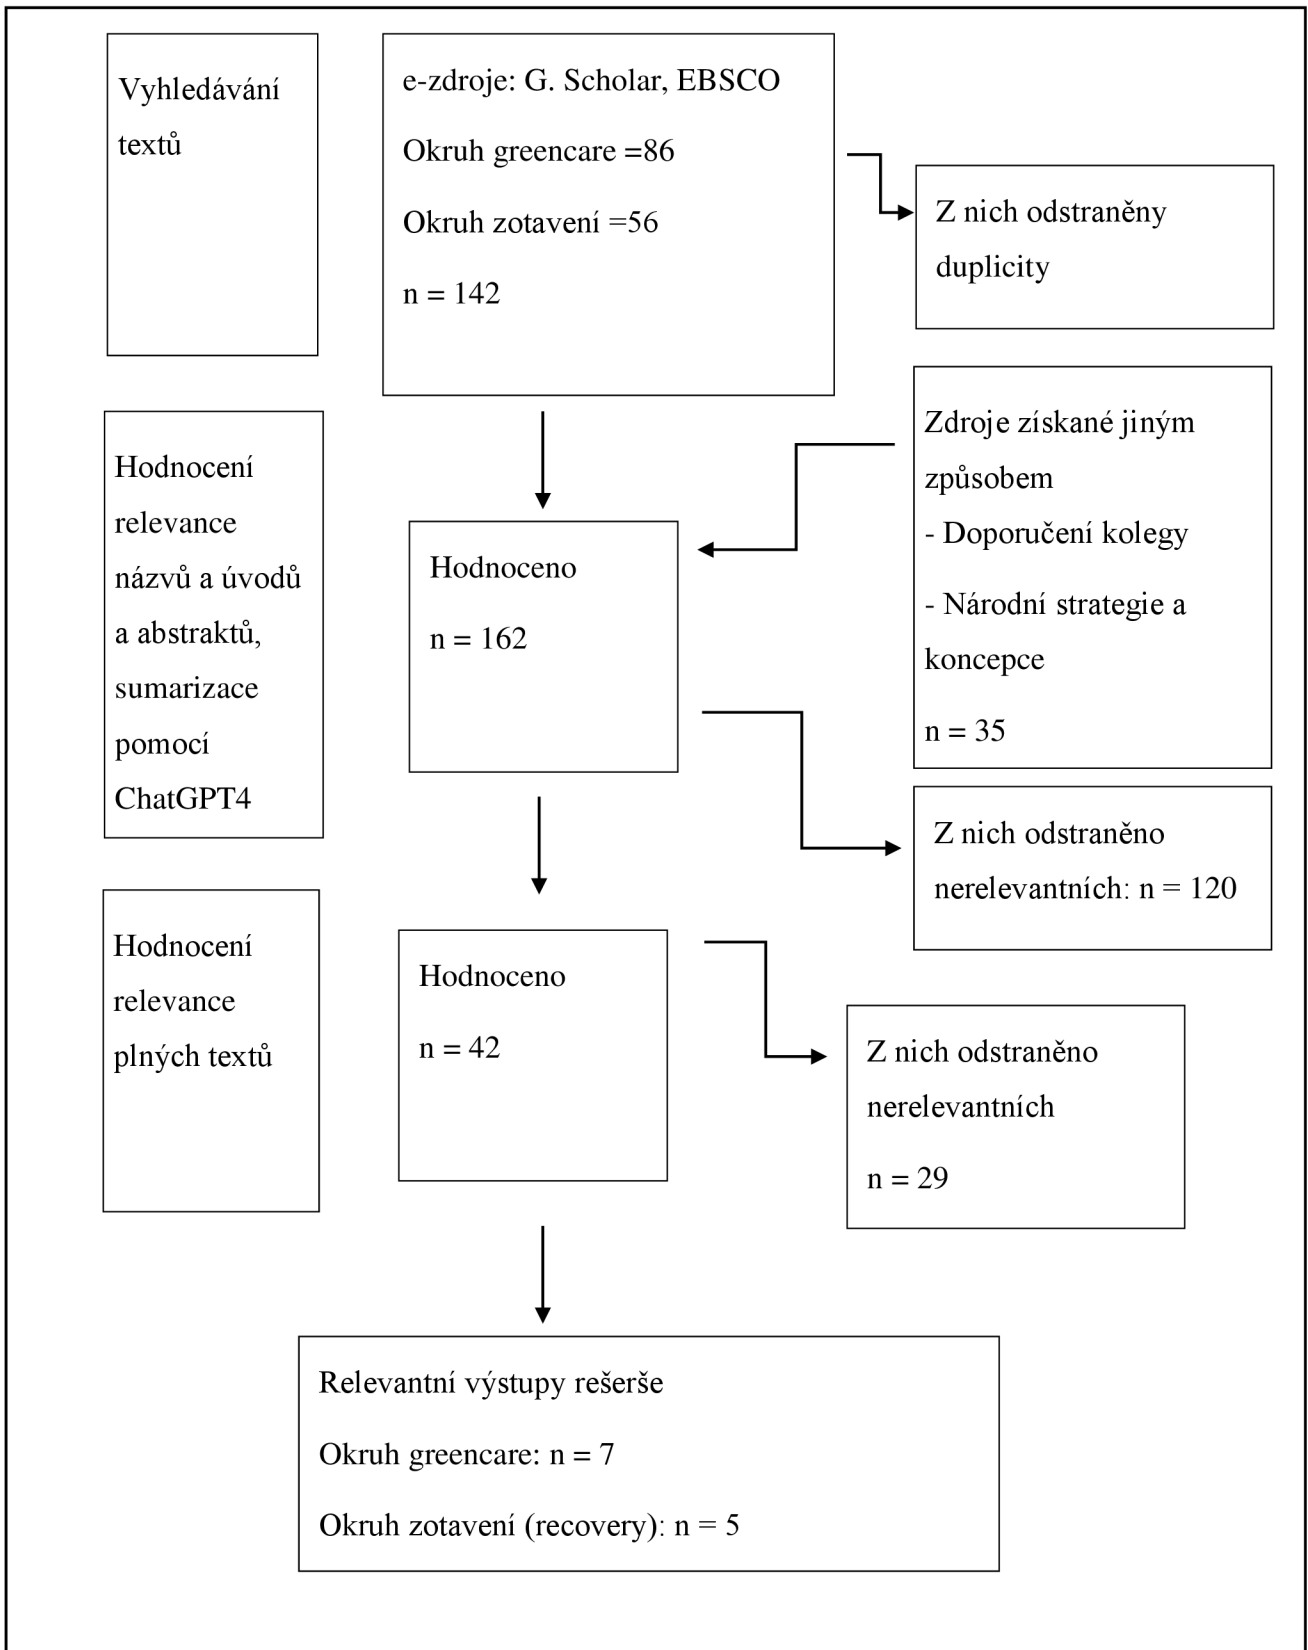 Vyhledávání
textů
e-zdroje: G. Scholar, EBSCO
Okruh greencare =86
Okruh zotavení =56
n = 142
Z nich odstraněny
duplicity
Hodnocení
relevance
názvů a úvodů
a abstraktů,
sumarizace
pomocí
ChatGPT4
Hodnoceno
n = 162
Zdroje získané jiným
způsobem
- Doporučení kolegy
- Národní strategie a
koncepce
n = 35
Z nich odstraněno
nerelevantních: n = 120
Hodnocení
relevance
plných textů
Hodnoceno
n = 42
Z nich odstraněno
nerelevantních
n = 29
Relevantní výstupy rešerše
Okruh greencare: n = 7
Okruh zotavení (recovery): n = 5